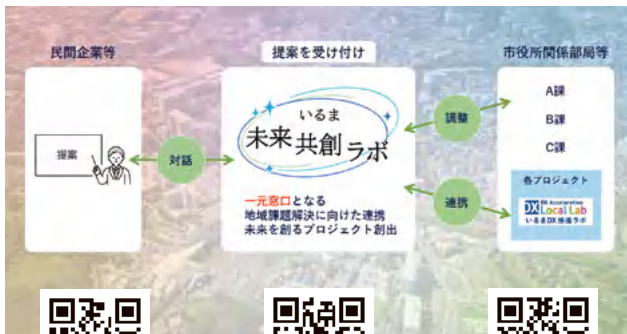 民間企業等
提案
対話
提案を受け付け
いるま
未来共創ラボ
一元窓口となる
地域課題解決に向けた連携
未来を創るプロジェクト創出
調整
連携
市役所関係部局等
A課
B課
C課
各プロジェクト
DX Accelerating
DX Local Lab
いるまDX推進ラボ